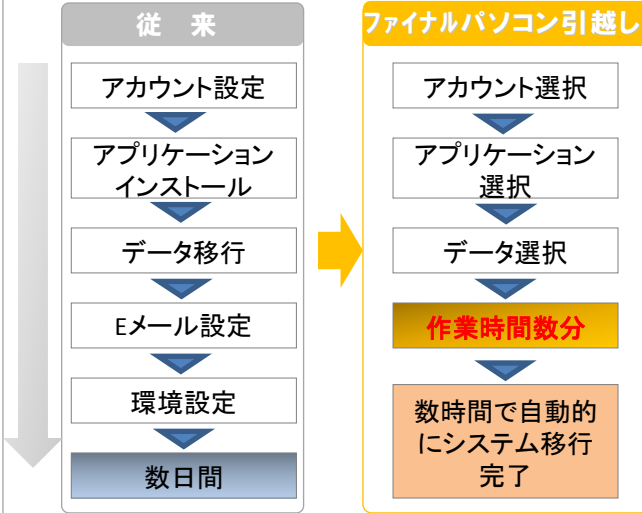 従　来
アカウント設定
アプリケーション
インストール
データ移行
Eメール設定
環境設定
数日間
ファイナルパソコン引越し
アカウント選択
アプリケーション
選択
データ選択
作業時間数分
数時間で自動的
にシステム移行
完了